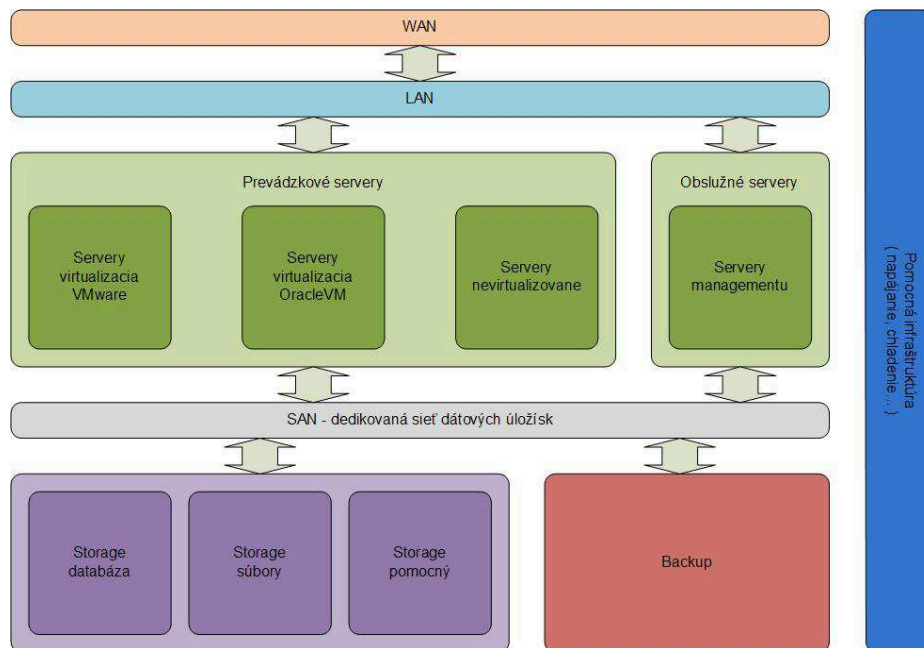 WAN
LAN
Prevádzkové servery
Servery
virtualizacia
VMware
Servery
virtualizacia
OracleVM
Servery
nevirtualizovane
Obslužné servery
Servery
managementu
SAN - dedikovaná sieť dátových úložísk
Storage
databáza
Storage
súbory
Storage
pomocný
Backup
Pomocná infraštruktúra
( napájanie, chladenie... )